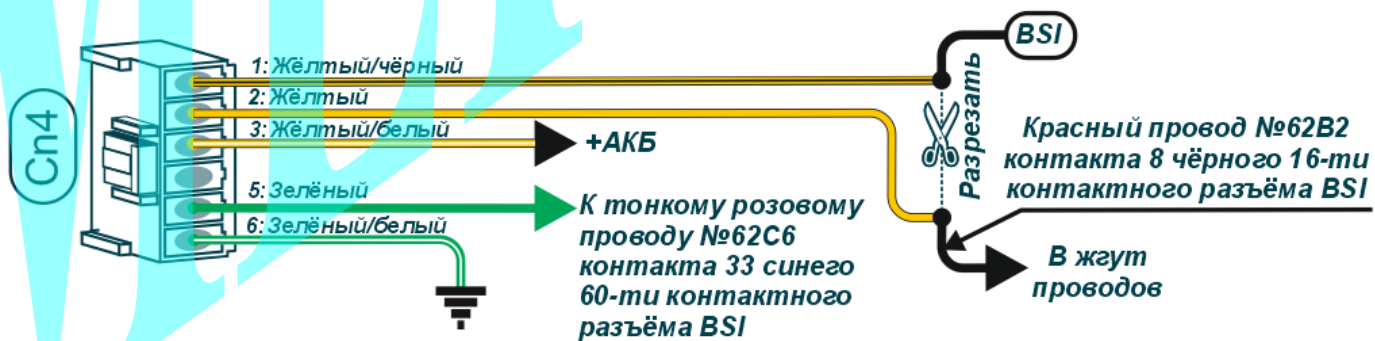 BSI
1: Жёлтый/чёрный
2: Жёлтый
3: Жёлтый/белый
+АКБ
Сп4
5: Зелёный
6: Зелёный/белый
К тонкому розовому
проводу №62С6
контакта 33 синего
60-ти контактного
разъёма BSI
Разрезать
Красный провод №62В2
контакта 8 чёрного 16-ти
контактного разъёма BSI
В жгут
проводов